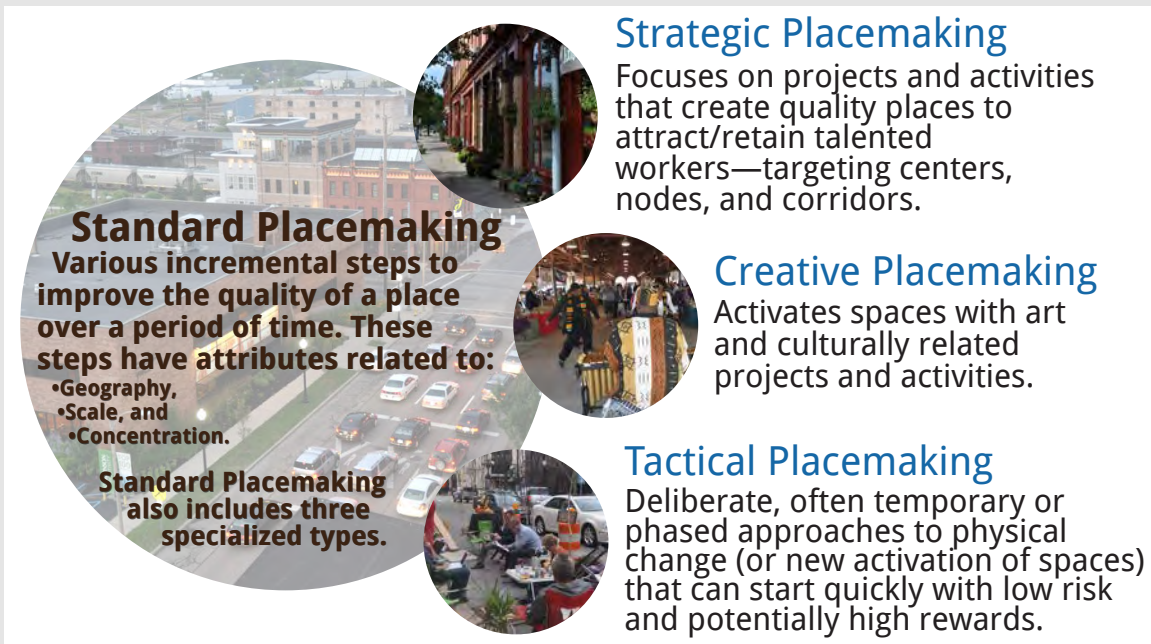 Standard Placemaking
Various incremental steps to
improve the quality of a place
over a period of time. These
steps have attributes related to:
•Geography,
•Scale, and
•Concentration.
Standard Placemaking
also includes three
specialized types.
Strategic Placemaking
Focuses on projects and activities
that create quality places to
attract/retain talented
workers—targeting centers,
nodes, and corridors.
Creative Placemaking
Activates spaces with art
and culturally related
projects and activities.
Tactical Placemaking
Deliberate, often temporary or
phased approaches to physical
change (or new activation of spaces)
that can start quickly with low risk
and potentially high rewards.